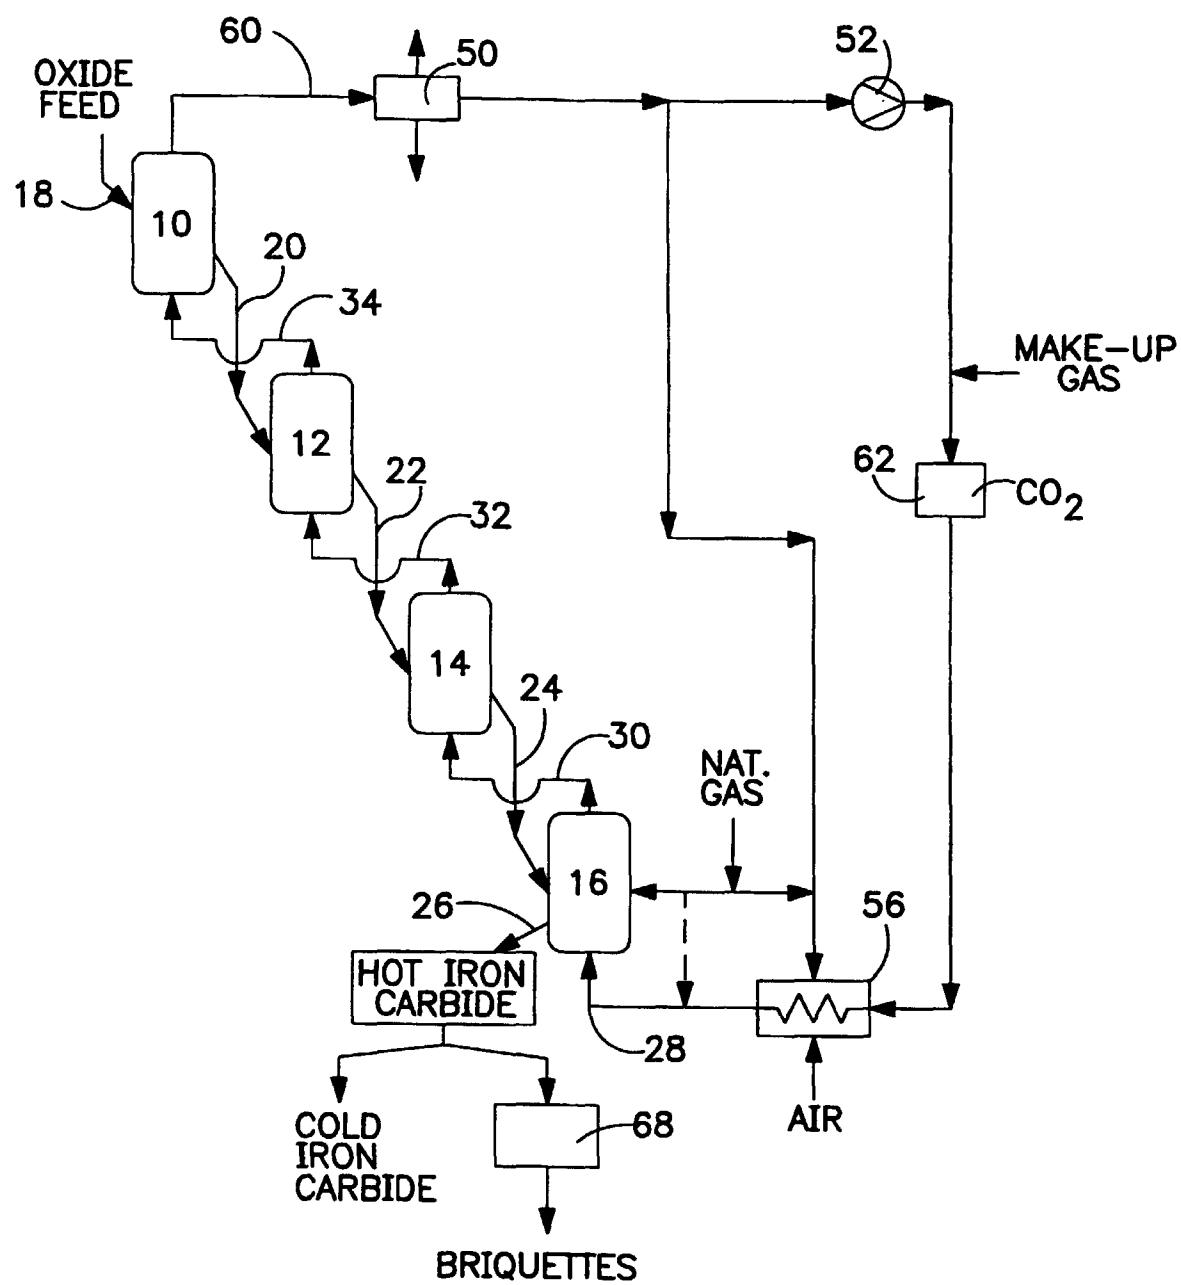 60
50
52
OXIDE
FEED
18
10
20
34
MAKE-UP
GAS
12
22
62
CO2
32
14
24
30
NAT.
GAS
16
26
56
HOT IRON
CARBIDE
28
COLD
IRON
CARBIDE
68
AIR
BRIQUETTES